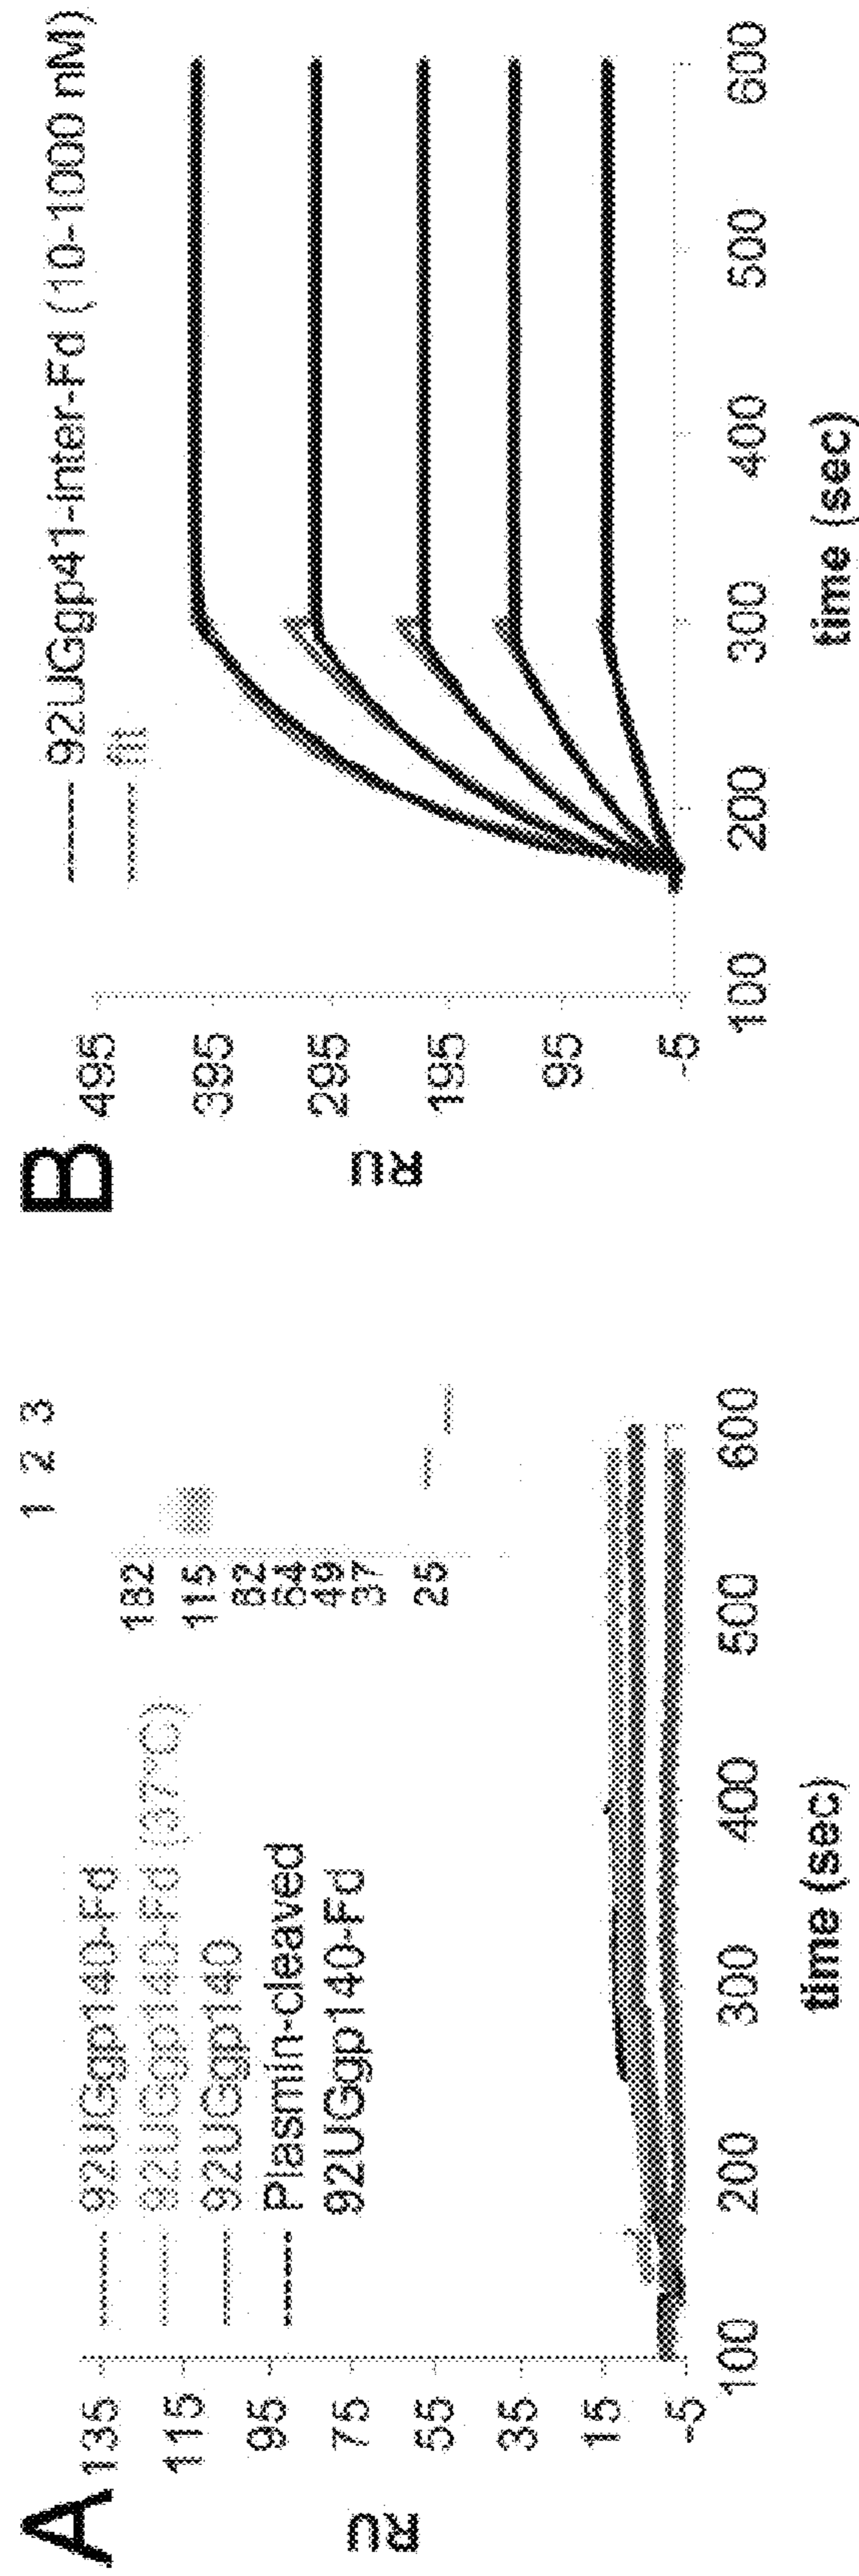 A
135
115
95
75
55
35
15
-5
RU
92UGgp140-Fd
92UGgp140-Fd (37°C)
92UGgp140
Plasmin-cleaved
92UGgp140-Fd
1 2 3
182
115
82
64
49
37
25
100 200 300 400 500 600
time (sec)
B
495
395
295
195
95
-5
RU
92UGgp41-inter-Fd (10-1000 nM)
fit
100 200 300 400 500 600
time (sec)